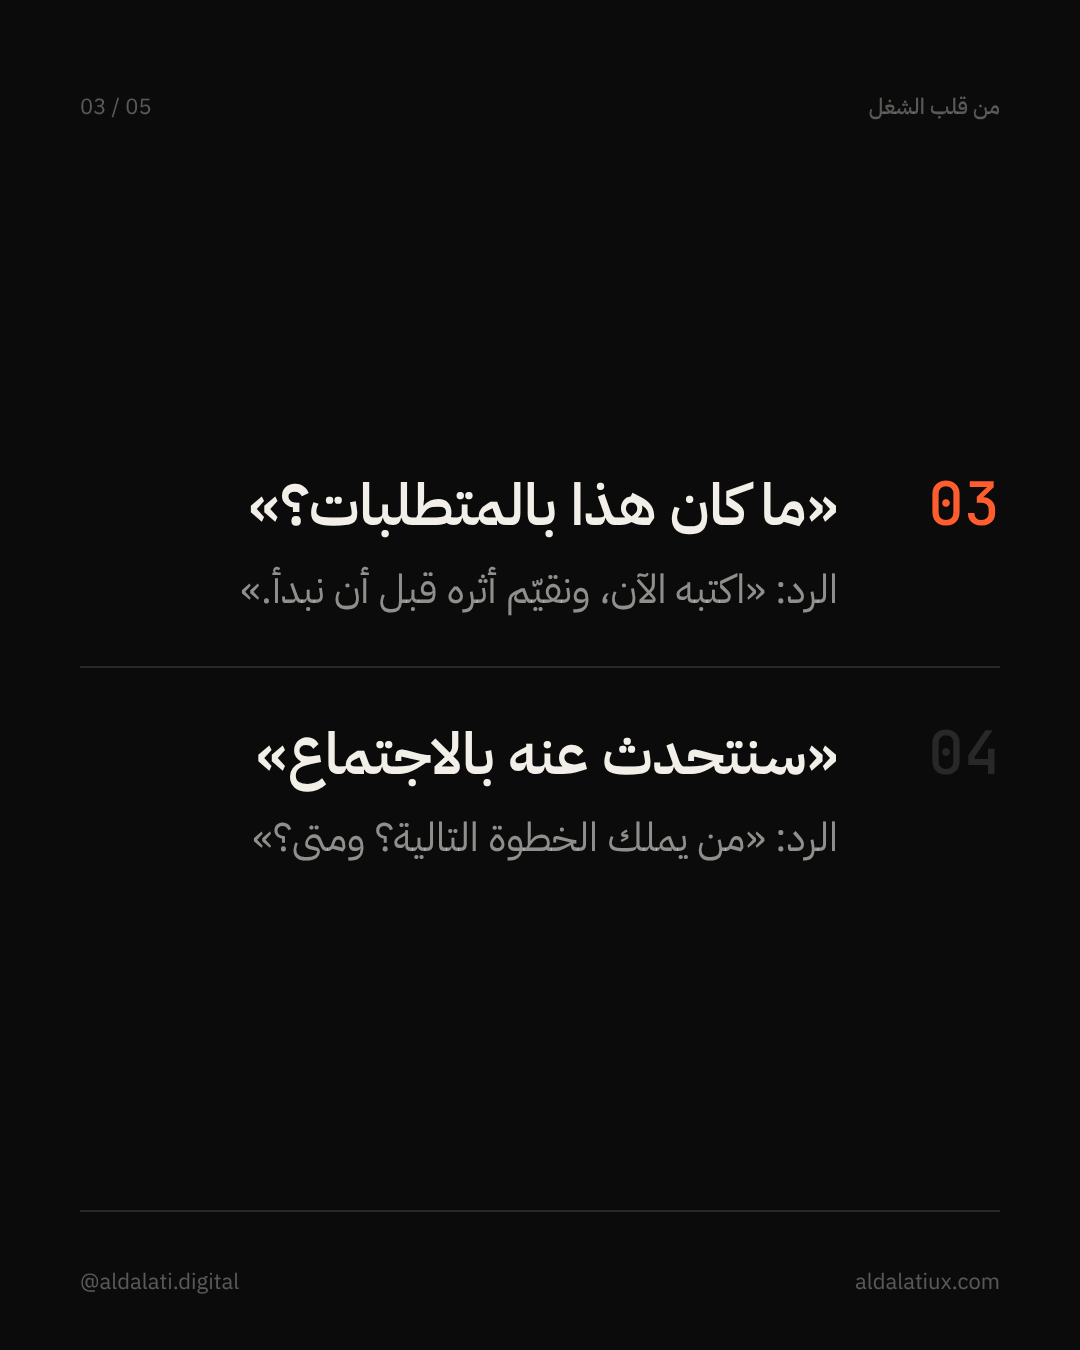 من قلب الشغل
03 / 05
03
«ما كان هذا بالمتطلبات؟»
الرد: «اكتبه الآن، ونقيّم أثره قبل أن نبدأ.»
04
«سنتحدث عنه بالاجتماع»
الرد: «من يملك الخطوة التالية؟ ومتى؟»
aldalatiux.com
@aldalati.digital